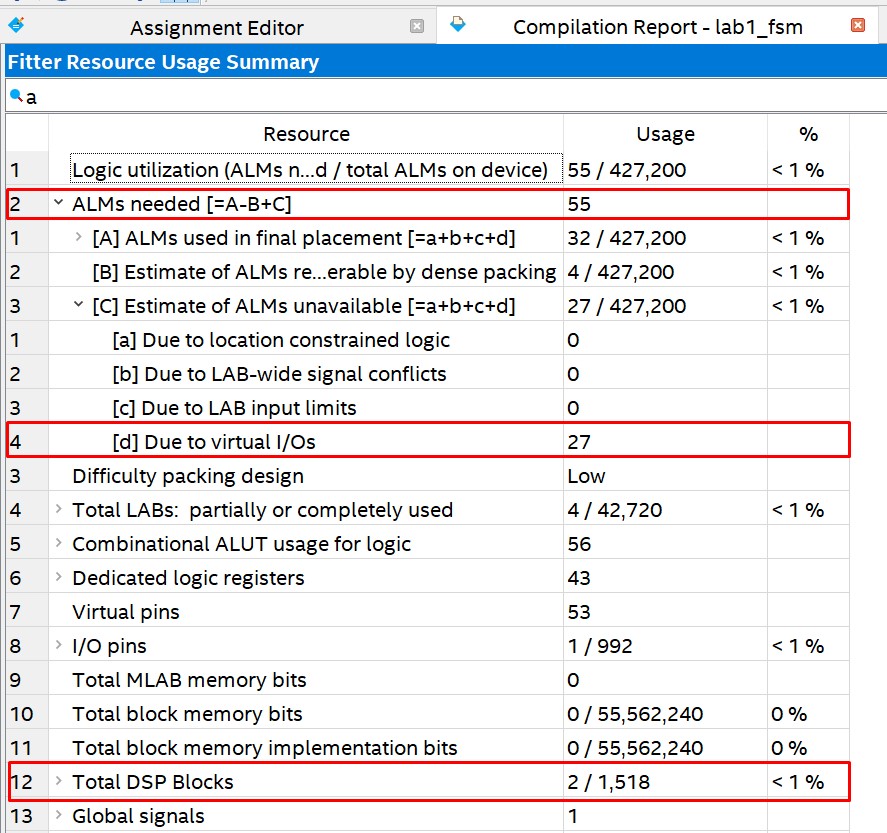 Assignment Editor
Compilation Report - lab1_fsm
Fitter Resource Usage Summary
a
Resource Usage %
1 Logic utilization (ALMs n...d / total ALMs on device) 55 / 427,200 < 1 %
2 ALMs needed [=A-B+C] 55
1 [A] ALMs used in final placement [=a+b+c+d] 32 / 427,200 < 1 %
2 [B] Estimate of ALMs re...erable by dense packing 4 / 427,200 < 1 %
3 [C] Estimate of ALMs unavailable [=a+b+c+d] 27 / 427,200 < 1 %
1 [a] Due to location constrained logic 0
2 [b] Due to LAB-wide signal conflicts 0
3 [c] Due to LAB input limits 0
4 [d] Due to virtual I/Os 27
3 Difficulty packing design Low
4 Total LABs: partially or completely used 4 / 42,720 < 1 %
5 Combinational ALUT usage for logic 56
6 Dedicated logic registers 43
7 Virtual pins 53
8 I/O pins 1 / 992 < 1 %
9 Total MLAB memory bits 0
10 Total block memory bits 0 / 55,562,240 0 %
11 Total block memory implementation bits 0 / 55,562,240 0 %
12 Total DSP Blocks 2 / 1,518 < 1 %
13 Global signals 1